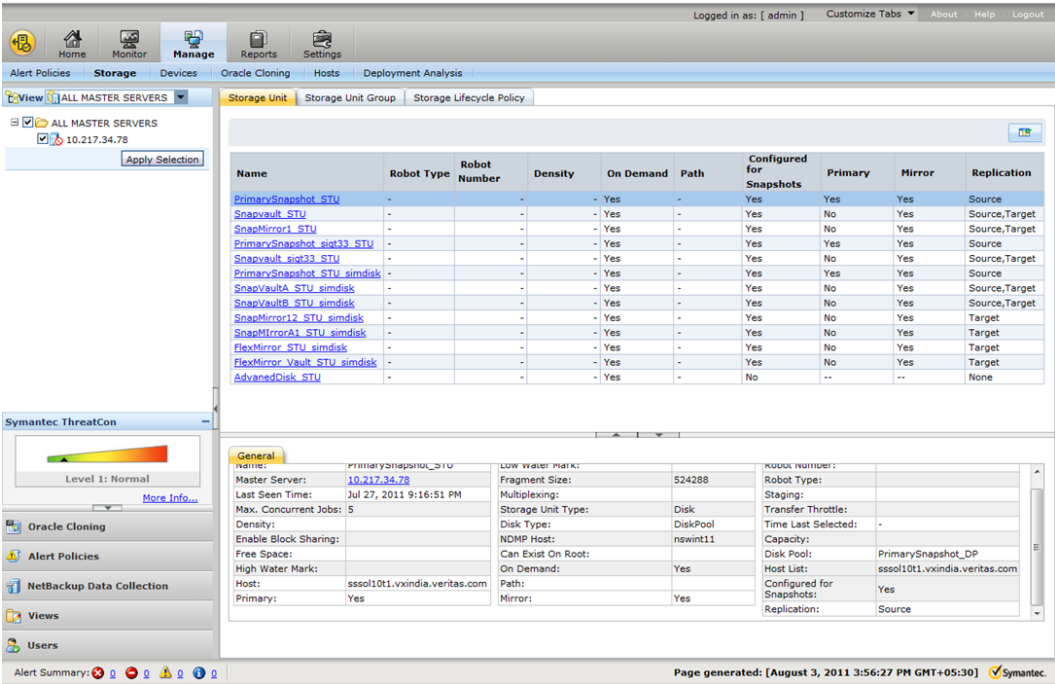 Logged in as: [ admin ] Customize Tabs About Help Logout
Home Monitor Manage Reports Settings
Alert Policies Storage Devices Oracle Cloning Hosts Deployment Analysis
View ALL MASTER SERVERS
ALL MASTER SERVERS
10.217.34.78
Apply Selection
Storage Unit Storage Unit Group Storage Lifecycle Policy
Name Robot Type Robot Number Density On Demand Path Configured for Snapshots Primary Mirror Replication
PrimarySnapshot_STU - - - Yes - Yes Yes Yes Source
Snapvault_STU - - - Yes - Yes No Yes Source,Target
SnapMirror1_STU - - - Yes - Yes No Yes Source,Target
PrimarySnapshot_sigt33_STU - - - Yes - Yes Yes Yes Source
Snapvault_sigt33_STU - - - Yes - Yes No Yes Source,Target
PrimarySnapshot_STU_simdisk - - - Yes - Yes Yes Yes Source
SnapVaultA_STU_simdisk - - - Yes - Yes No Yes Source,Target
SnapVaultB_STU_simdisk - - - Yes - Yes No Yes Source,Target
SnapMirror12_STU_simdisk - - - Yes - Yes No Yes Target
SnapMIrrorA1_STU_simdisk - - - Yes - Yes No Yes Target
FlexMirror_STU_simdisk - - - Yes - Yes No Yes Target
FlexMirror_Vault_STU_simdisk - - - Yes - Yes No Yes Target
AdvanedDisk_STU - - - Yes - No -- -- None
Symantec ThreatCon
Level 1: Normal
More Info...
Oracle Cloning
Alert Policies
NetBackup Data Collection
Views
Users
General
Name: PrimarySnapshot_STU Low Water Mark: Robot Number:
Master Server: 10.217.34.78 Fragment Size: 524288 Robot Type:
Last Seen Time: Jul 27, 2011 9:16:51 PM Multiplexing: Staging:
Max. Concurrent Jobs: 5 Storage Unit Type: Disk Transfer Throttle:
Density: Disk Type: DiskPool Time Last Selected: -
Enable Block Sharing: NDMP Host: nswint11 Capacity:
Free Space: Can Exist On Root: Disk Pool: PrimarySnapshot_DP
High Water Mark: On Demand: Yes Host List: sssol10t1.vxindia.veritas.com
Host: sssol10t1.vxindia.veritas.com Path: Configured for Snapshots: Yes
Primary: Yes Mirror: Yes Replication: Source
Alert Summary: 0 0 0 0 Page generated: [August 3, 2011 3:56:27 PM GMT+05:30] Symantec.